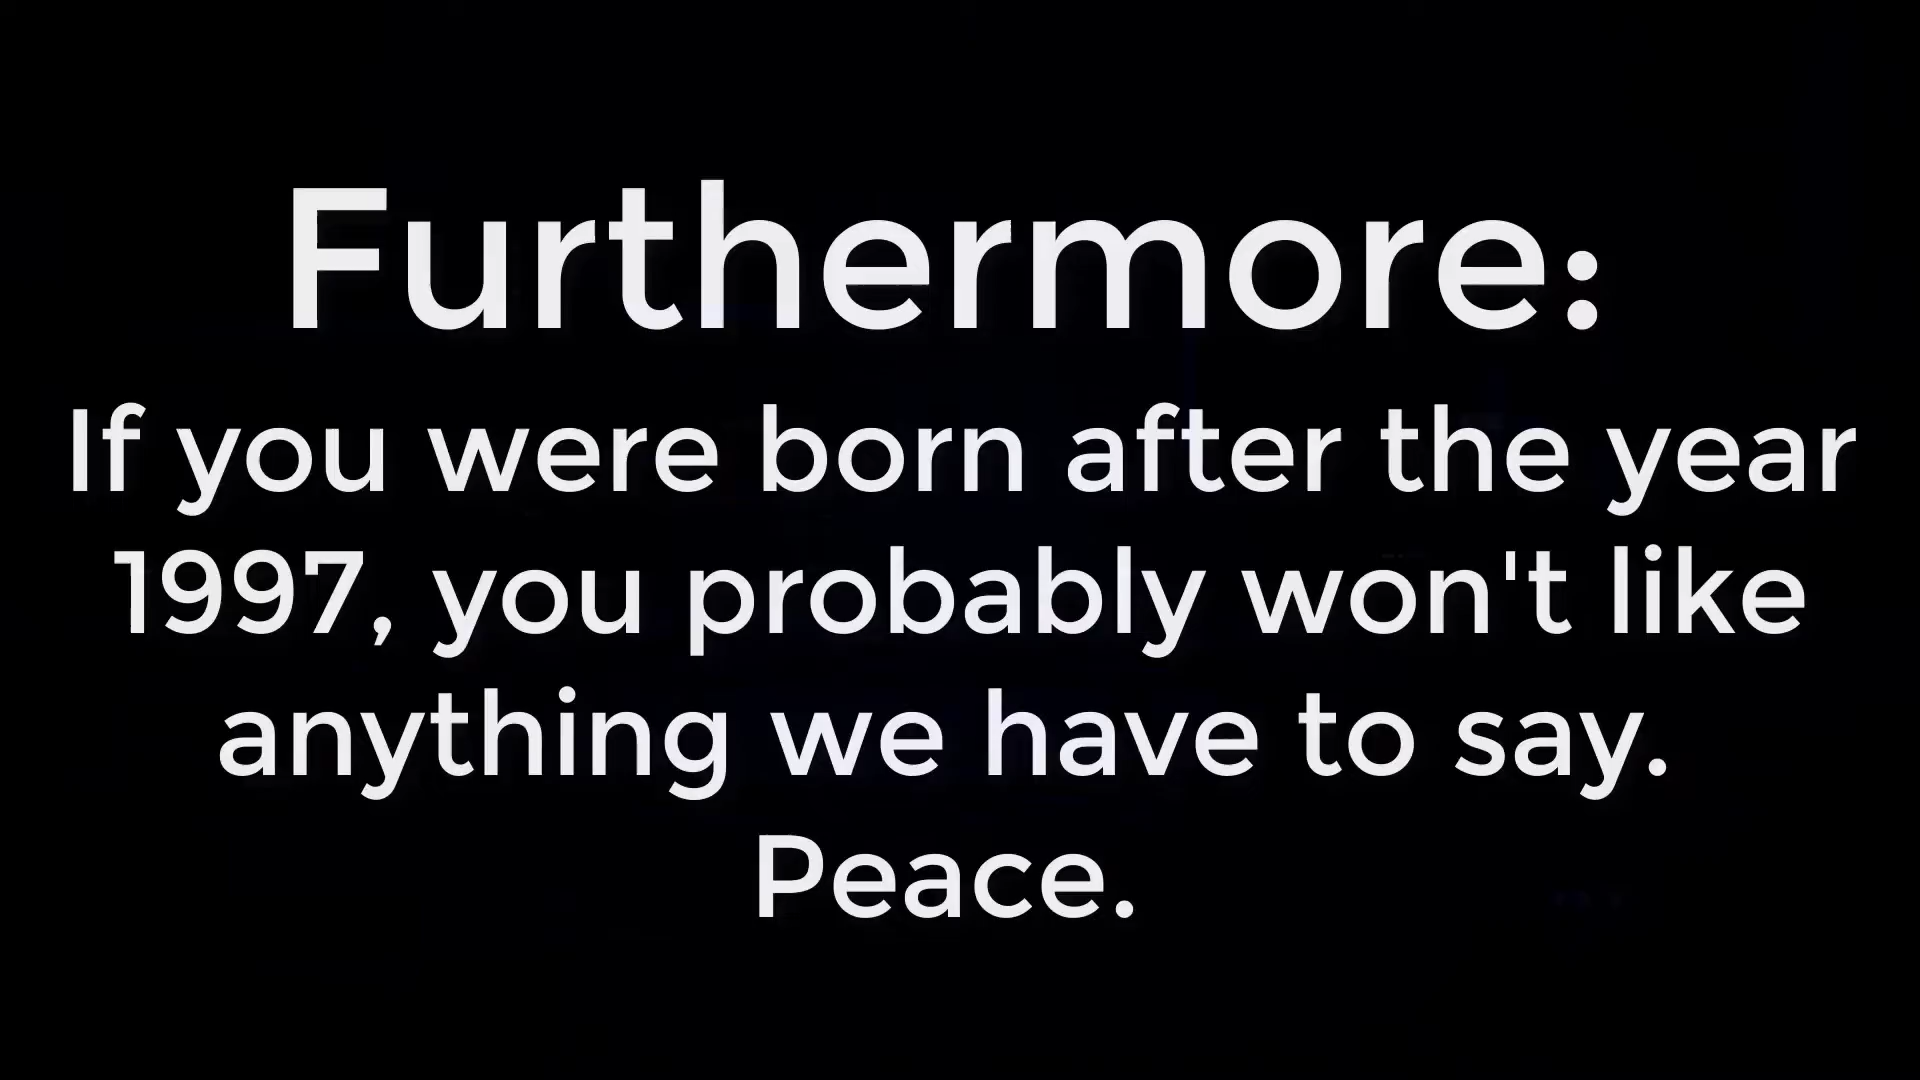 Furthermore:
If you were born after the year
1997, you probably won't like
anything we have to say.
Peace.